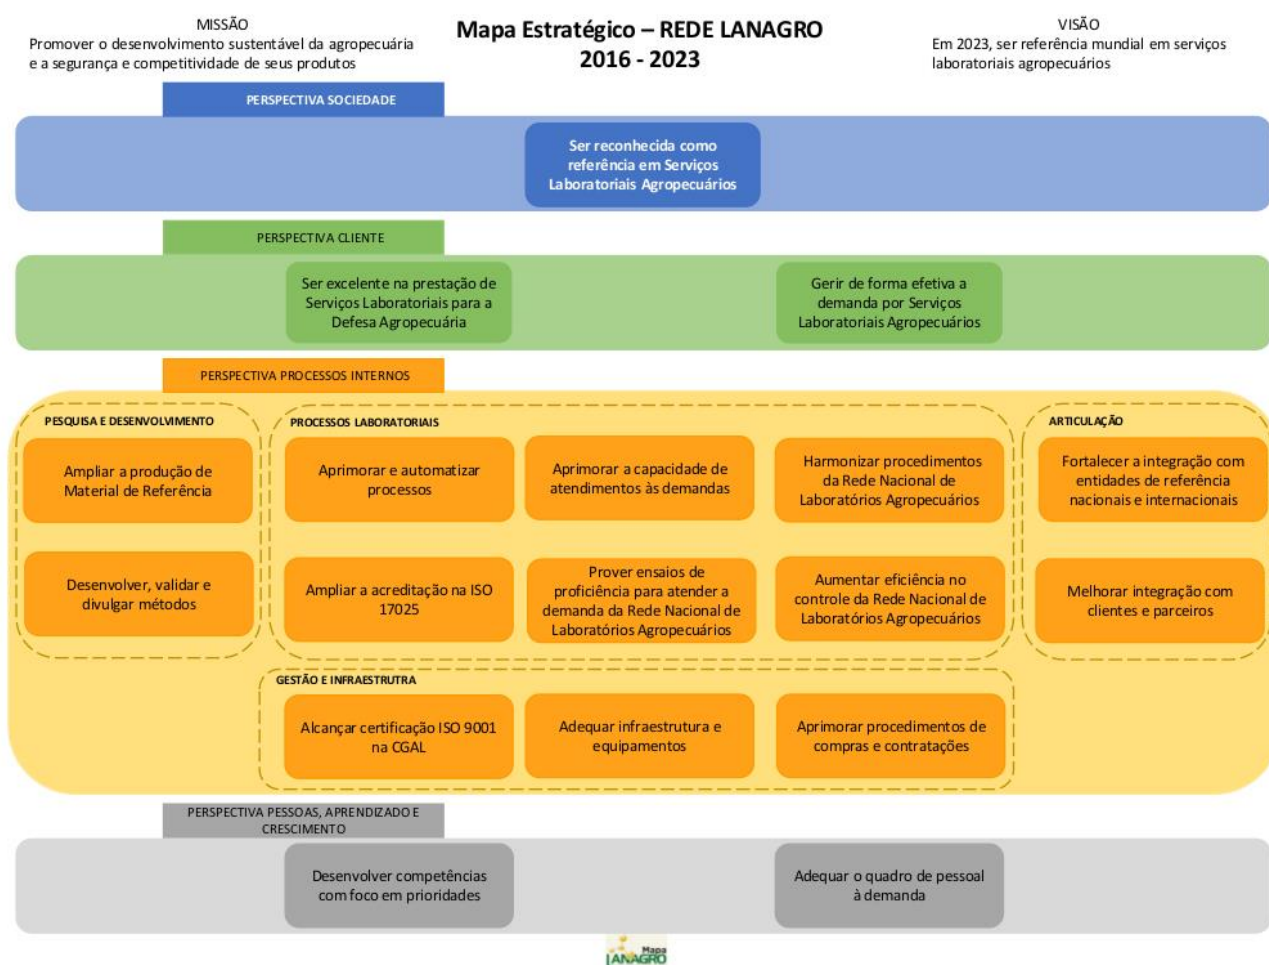 MISSÃO
Promover o desenvolvimento sustentável da agropecuária
e a segurança e competitividade de seus produtos
Mapa Estratégico – REDE LANAGRO
2016 - 2023
VISÃO
Em 2023, ser referência mundial em serviços
laboratoriais agropecuários
PERSPECTIVA SOCIEDADE
Ser reconhecida como
referência em Serviços
Laboratoriais Agropecuários
PERSPECTIVA CLIENTE
Ser excelente na prestação de
Serviços Laboratoriais para a
Defesa Agropecuária
Gerir de forma efetiva a
demanda por Serviços
Laboratoriais Agropecuários
PERSPECTIVA PROCESSOS INTERNOS
PESQUISA E DESENVOLVIMENTO
Ampliar a produção de
Material de Referência
Desenvolver, validar e
divulgar métodos
PROCESSOS LABORATORIAIS
Aprimorar e automatizar
processos
Aprimorar a capacidade de
atendimentos às demandas
Harmonizar procedimentos
da Rede Nacional de
Laboratórios Agropecuários
Ampliar a acreditação na ISO
17025
Prover ensaios de
proficiência para atender a
demanda da Rede Nacional de
Laboratórios Agropecuários
Aumentar eficiência no
controle da Rede Nacional de
Laboratórios Agropecuários
ARTICULAÇÃO
Fortalecer a integração com
entidades de referência
nacionais e internacionais
Melhorar integração com
clientes e parceiros
GESTÃO E INFRAESTRUTRA
Alcançar certificação ISO 9001
na CGAL
Adequar infraestrutura e
equipamentos
Aprimorar procedimentos de
compras e contratações
PERSPECTIVA PESSOAS, APRENDIZADO E
CRESCIMENTO
Desenvolver competências
com foco em prioridades
Adequar o quadro de pessoal
à demanda
Mapa
LANAGRO